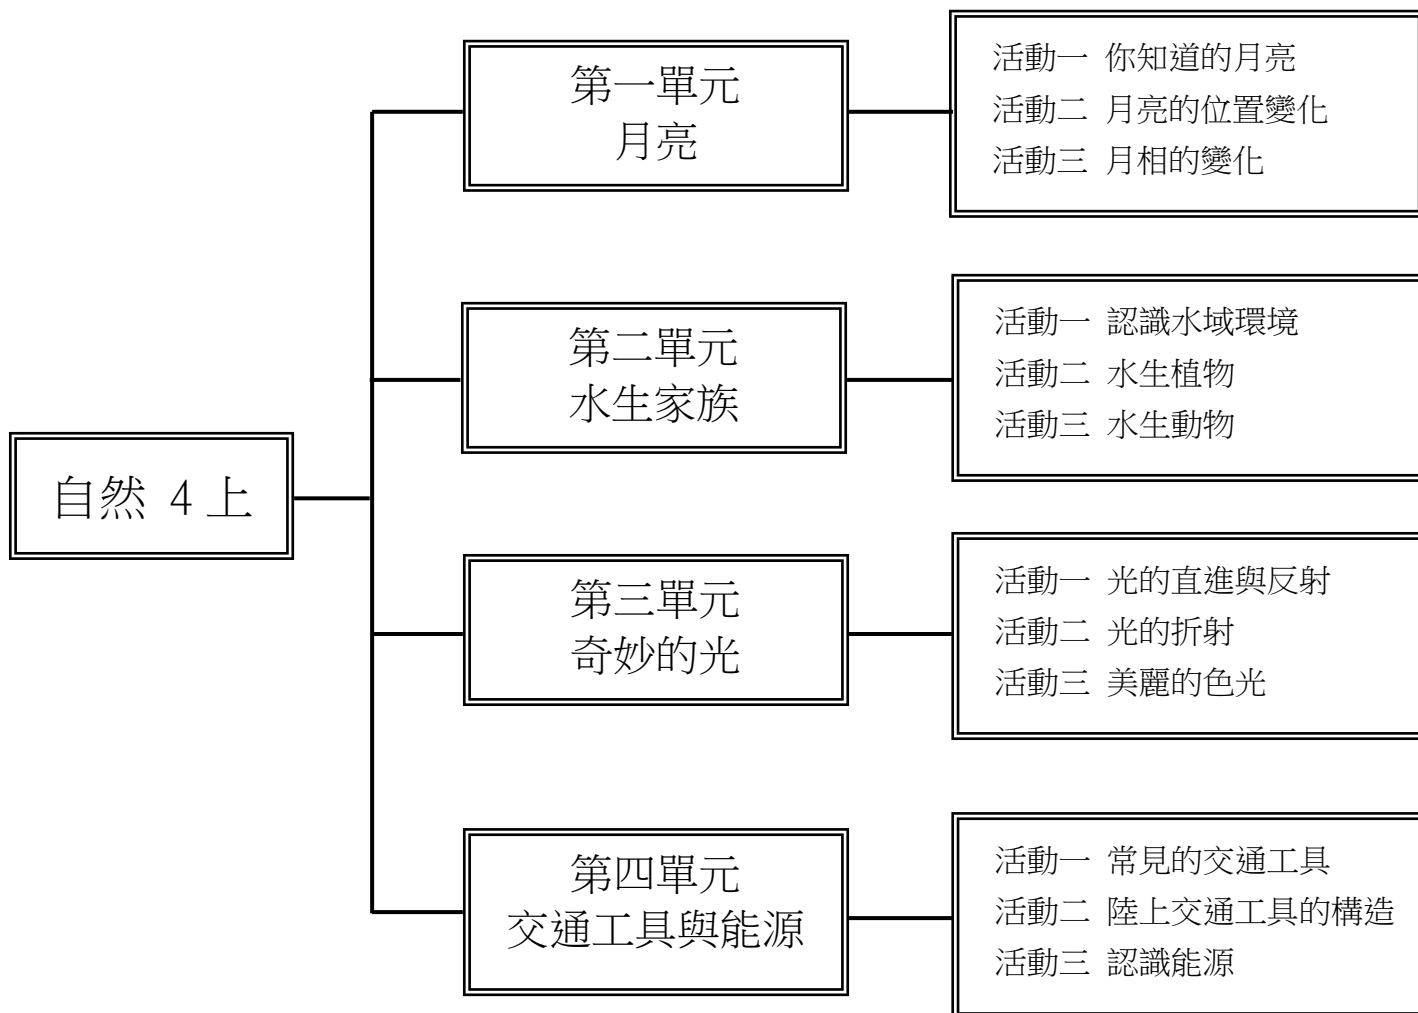 自然 4 上
第一單元
月亮
活動一 你知道的月亮
活動二 月亮的位置變化
活動三 月相的變化
第二單元
水生家族
活動一 認識水域環境
活動二 水生植物
活動三 水生動物
第三單元
奇妙的光
活動一 光的直進與反射
活動二 光的折射
活動三 美麗的色光
第四單元
交通工具與能源
活動一 常見的交通工具
活動二 陸上交通工具的構造
活動三 認識能源